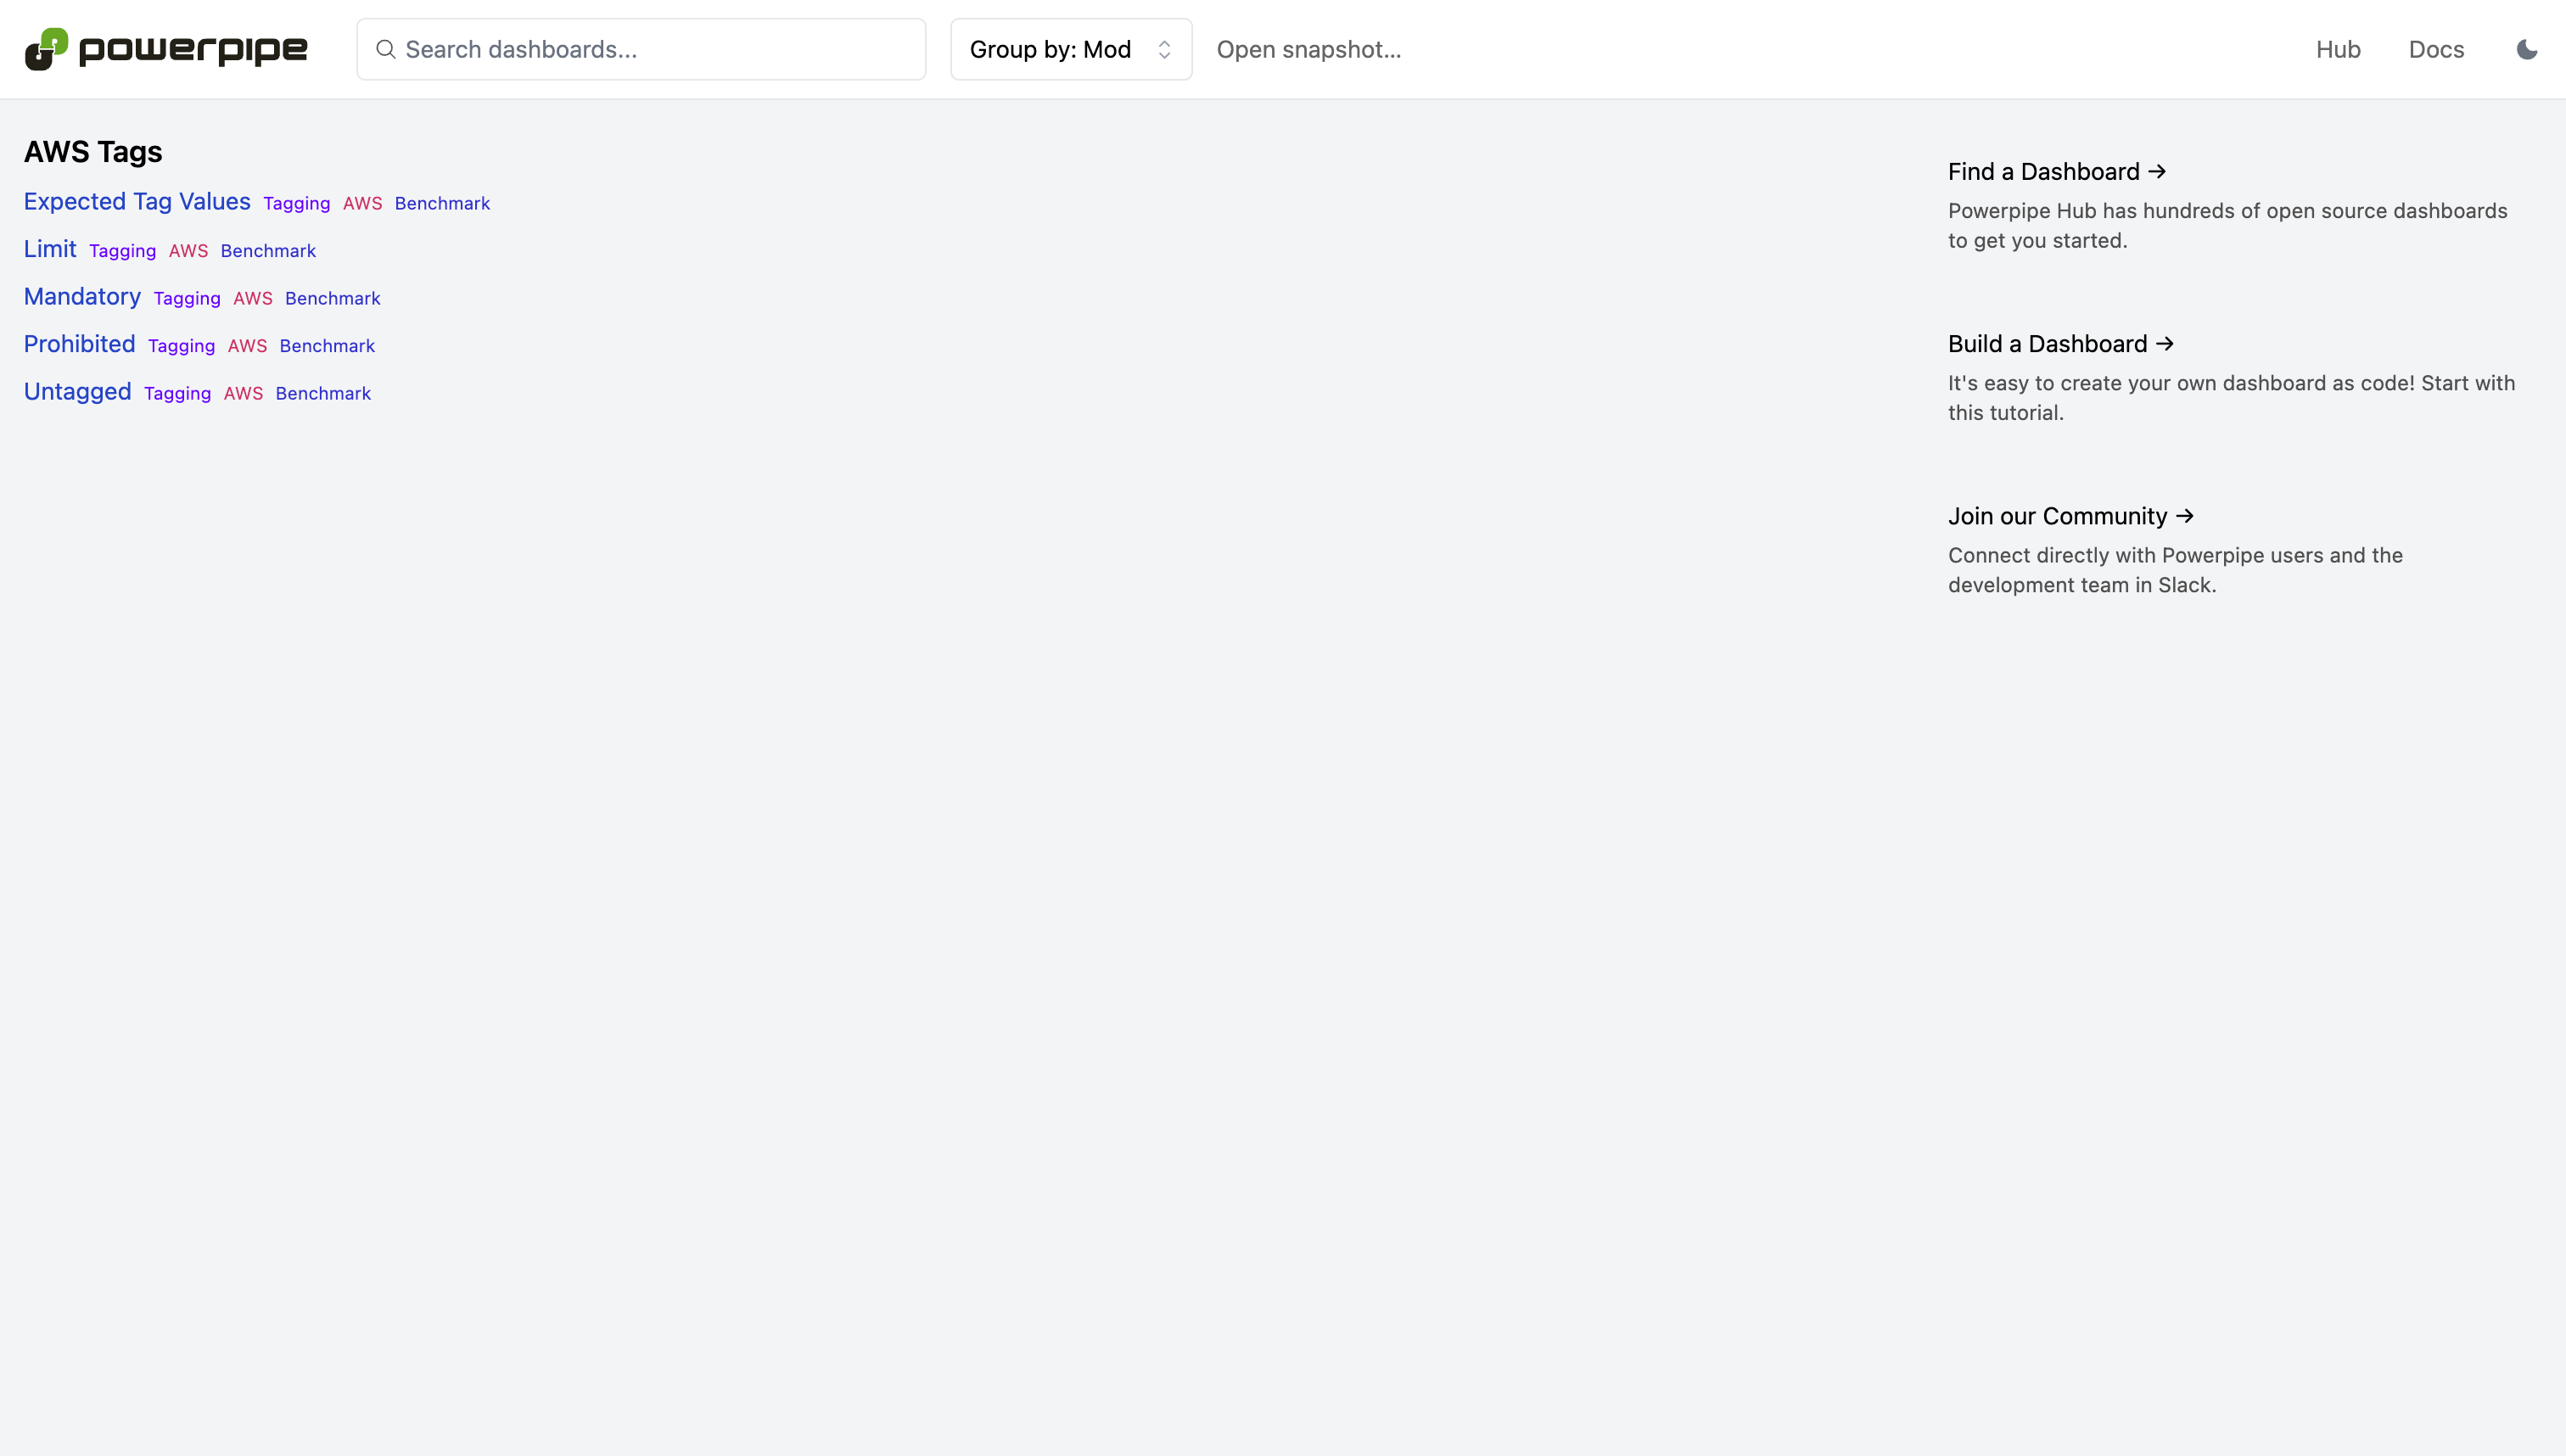 powerpipe
Search dashboards...
Group by: Mod
Open snapshot...
Hub
Docs
AWS Tags
Expected Tag Values Tagging AWS Benchmark
Limit Tagging AWS Benchmark
Mandatory Tagging AWS Benchmark
Prohibited Tagging AWS Benchmark
Untagged Tagging AWS Benchmark
Find a Dashboard →
Powerpipe Hub has hundreds of open source dashboards
to get you started.
Build a Dashboard →
It's easy to create your own dashboard as code! Start with
this tutorial.
Join our Community →
Connect directly with Powerpipe users and the
development team in Slack.